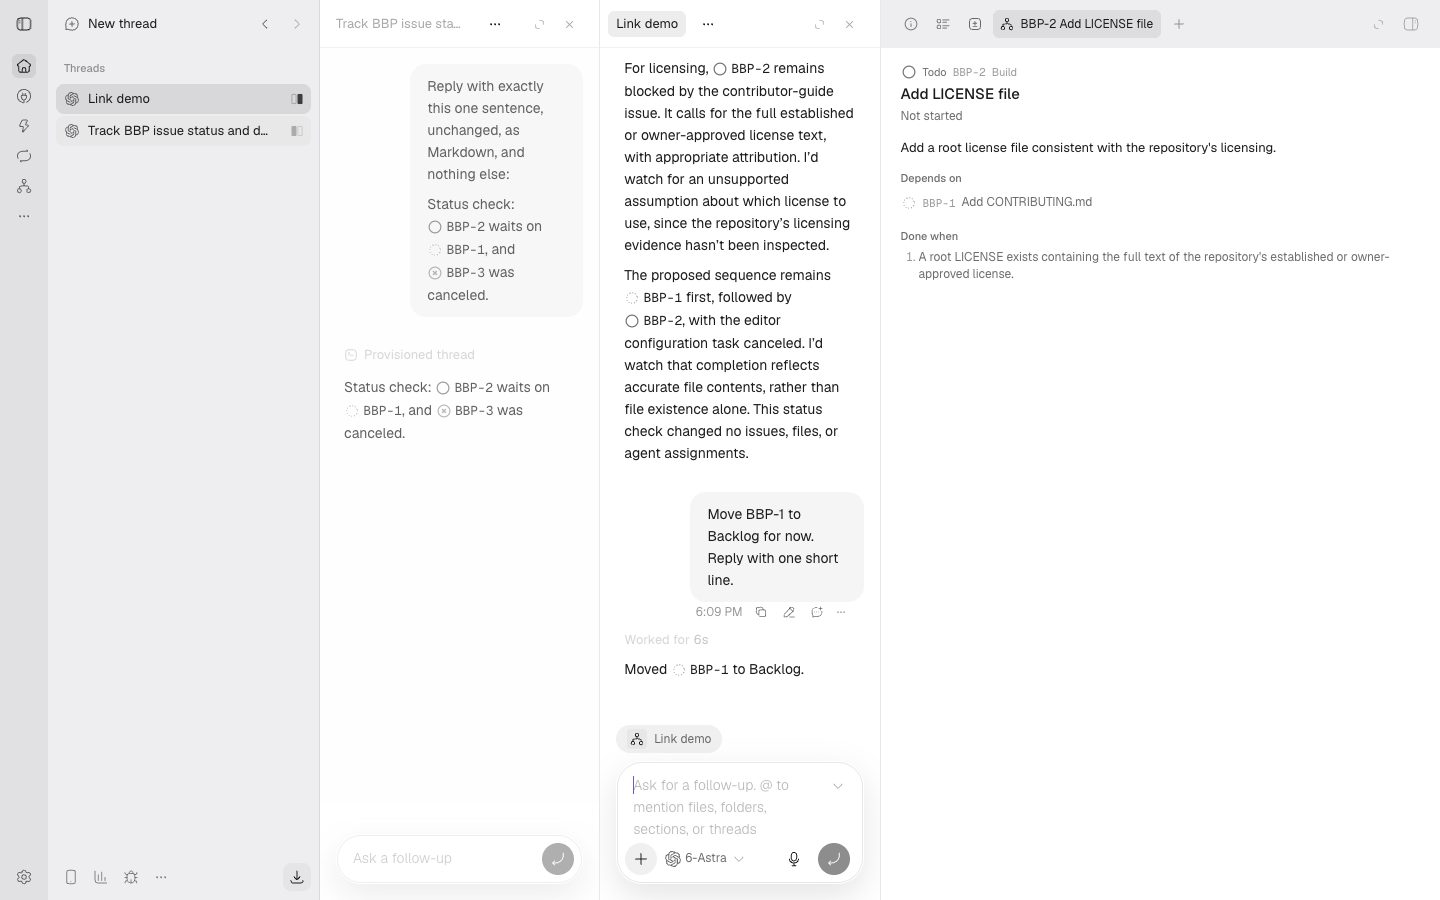 New thread
Threads
Link demo
Track BBP issue status and d...
Track BBP issue sta...
Reply with exactly
this one sentence,
unchanged, as
Markdown, and
nothing else:
Status check:
BBP-2 waits on
BBP-1, and
BBP-3 was
canceled.
Provisioned thread
Status check: BBP-2 waits on
BBP-1, and BBP-3 was
canceled.
Ask a follow-up
Link demo
For licensing, BBP-2 remains
blocked by the contributor-guide
issue. It calls for the full established
or owner-approved license text,
with appropriate attribution. I'd
watch for an unsupported
assumption about which license to
use, since the repository's licensing
evidence hasn't been inspected.
The proposed sequence remains
BBP-1 first, followed by
BBP-2, with the editor
configuration task canceled. I'd
watch that completion reflects
accurate file contents, rather than
file existence alone. This status
check changed no issues, files, or
agent assignments.
Move BBP-1 to
Backlog for now.
Reply with one short
line.
6:09 PM
Worked for 6s
Moved BBP-1 to Backlog.
Link demo
Ask for a follow-up. @ to
mention files, folders,
sections, or threads
6-Astra
BBP-2 Add LICENSE file
Todo BBP-2 Build
Add LICENSE file
Not started
Add a root license file consistent with the repository's licensing.
Depends on
BBP-1 Add CONTRIBUTING.md
Done when
1. A root LICENSE exists containing the full text of the repository's established or owner-
approved license.